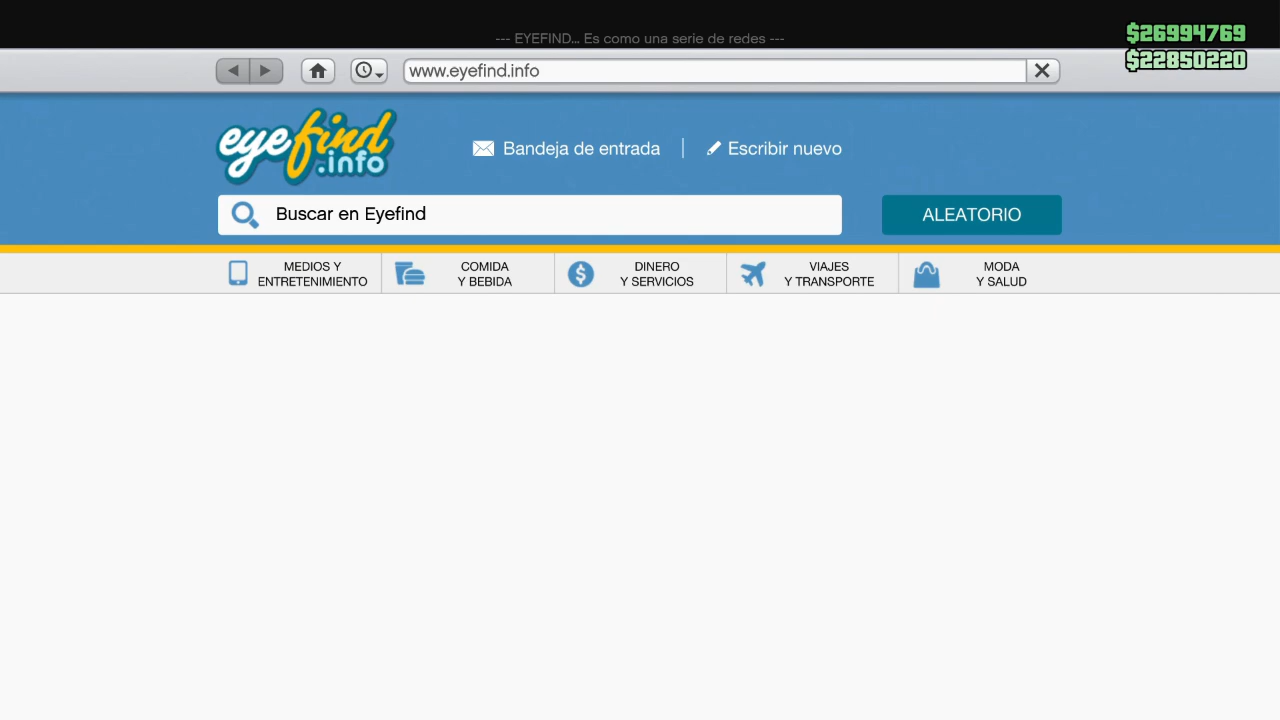 --- EYEFIND... Es como una serie de redes ---
$26994769
$22850220
www.eyefind.info
eyefind
.info
Bandeja de entrada
Escribir nuevo
Buscar en Eyefind
ALEATORIO
MEDIOS Y
ENTRETENIMIENTO
COMIDA
Y BEBIDA
DINERO
Y SERVICIOS
VIAJES
Y TRANSPORTE
MODA
Y SALUD